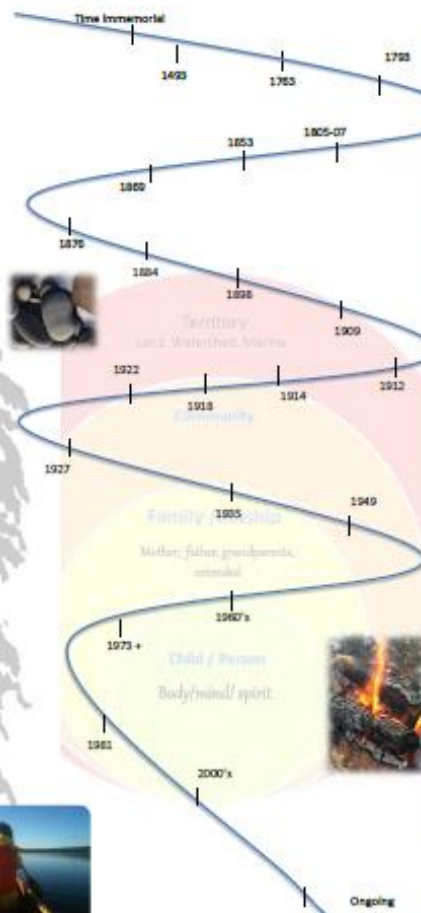 Time Immemorial
1493
1763
1793
1805-07
1853
1869
1876
1884
1898
1909
1912
1914
1918
1922
1927
1935
1949
1960's
1973 +
1981
2000's
Ongoing
Territory
Land, Watershed, Marine
Community
Family / Kinship
Mother, father, grandparents,
extended
Child / Person
Body/mind/ spirit